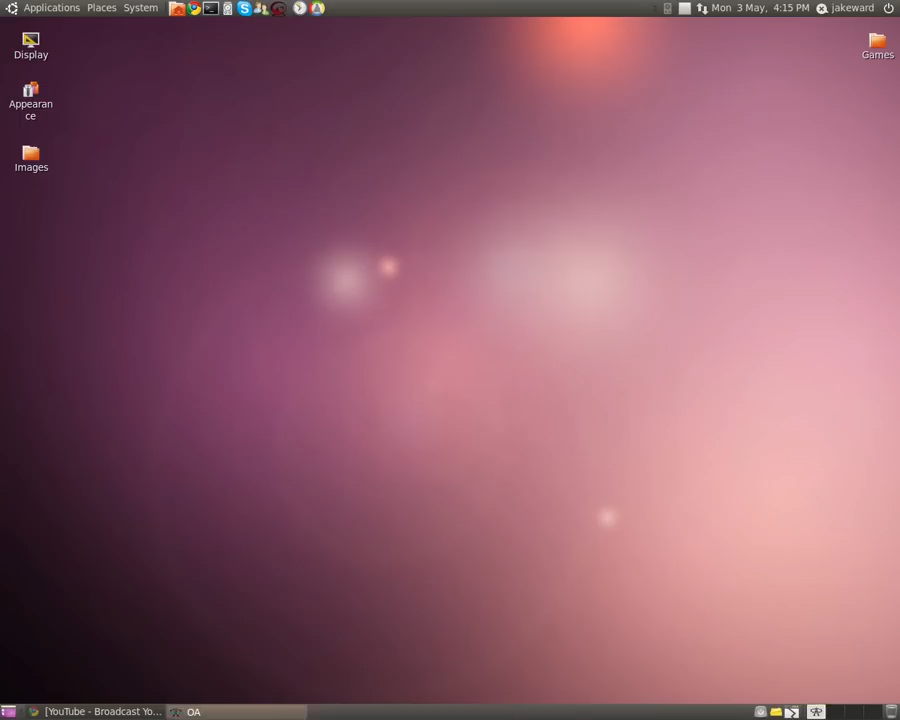 Applications Places System
Mon 3 May, 4:15 PM jakeward
Display
Games
Appearan
ce
Images
[YouTube - Broadcast Yo... OA